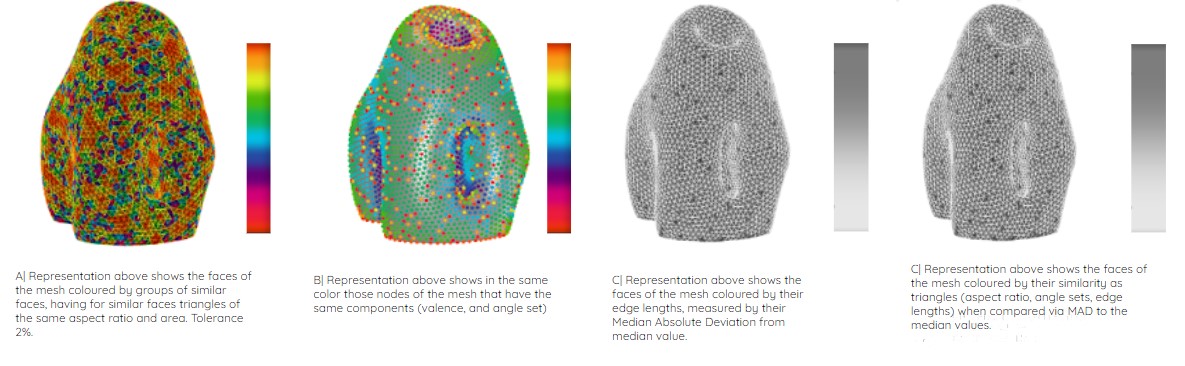 A| Representation above shows the faces of
the mesh coloured by groups of similar
faces, having for similar faces triangles of
the same aspect ratio and area. Tolerance
2%.
B| Representation above shows in the same
color those nodes of the mesh that have the
same components (valence, and angle set)
C| Representation above shows the
faces of the mesh coloured by their
edge lengths, measured by their
Median Absolute Deviation from
median value.
C| Representation above shows the faces of
the mesh coloured by their similarity as
triangles (aspect ratio, angle sets, edge
lengths) when compared via MAD to the
median values.